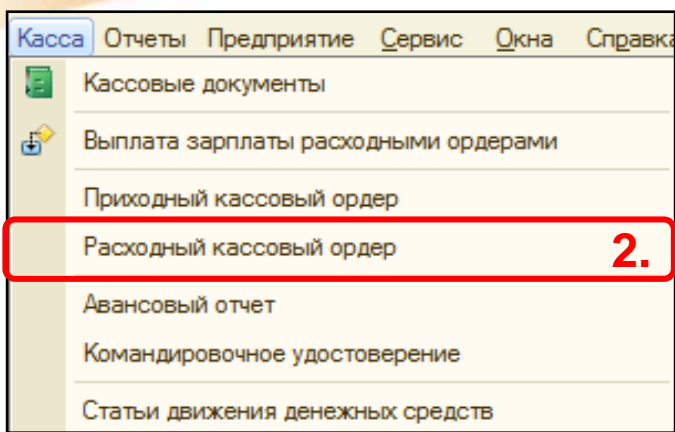 Касса Отчеты Предприятие Сервис Окна Справка
Кассовые документы
Выплата зарплаты расходными ордерами
Приходный кассовый ордер
Расходный кассовый ордер 2.
Авансовый отчет
Командировочное удостоверение
Статьи движения денежных средств